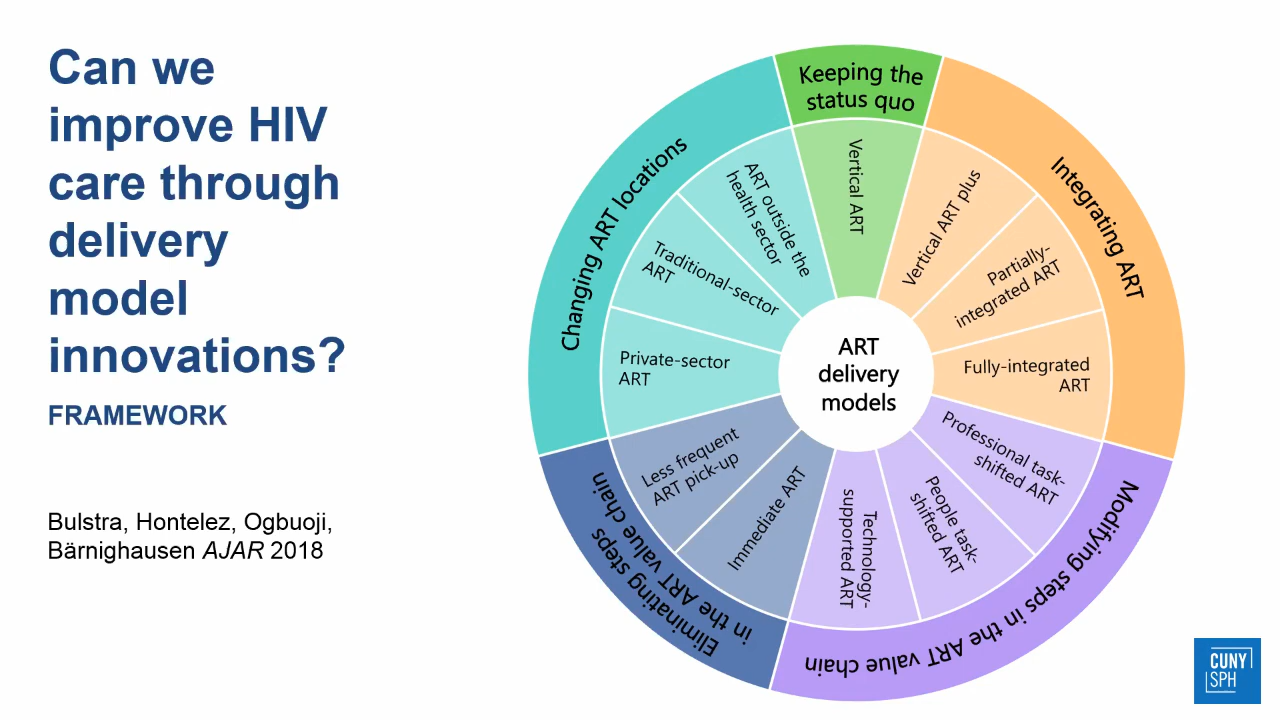 Can we
improve HIV
care through
delivery
model
innovations?
FRAMEWORK
Bulstra, Hontelez, Ogbuoji,
Bärnighausen AJAR 2018
Keeping the
status quo
Vertical ART
Integrating ART
Vertical ART plus
Partially-
integrated ART
Fully-integrated
ART
Modifying steps in the ART value chain
Professional task-
shifted ART
People task-
shifted ART
Technology-
supported ART
Eliminating steps
in the ART value chain
Immediate ART
Less frequent
ART pick-up
Changing ART locations
Private-sector
ART
Traditional-sector
ART
ART outside the
health sector
ART
delivery
models
CUNY
SPH